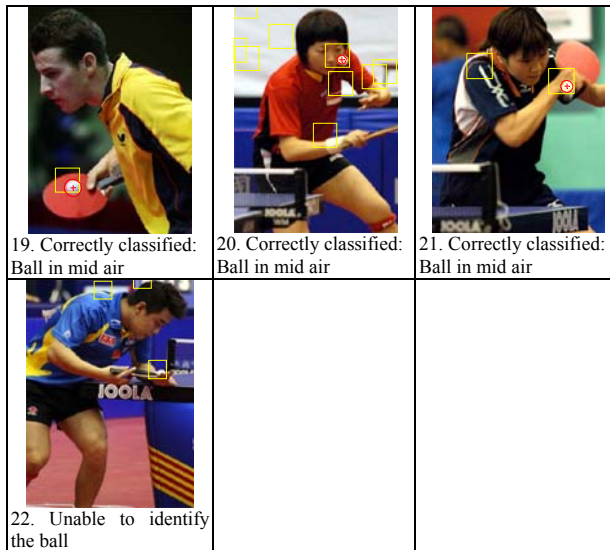 19. Correctly classified:
Ball in mid air
20. Correctly classified:
Ball in mid air
21. Correctly classified:
Ball in mid air
JOOLA
JOOLA
JOOLA
22. Unable to identify
the ball